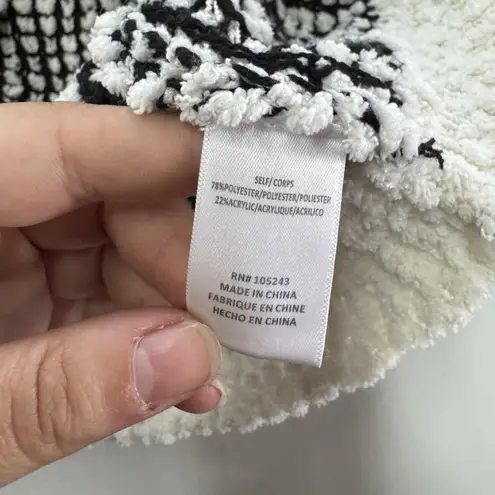 SELF/ CORPS
78%POLYESTER/POLYESTER/POLIESTER
22%ACRYLIC/ACRYLIQUE/ACRILICO
RN# 105243
MADE IN CHINA
FABRIQUE EN CHINE
HECHO EN CHINA